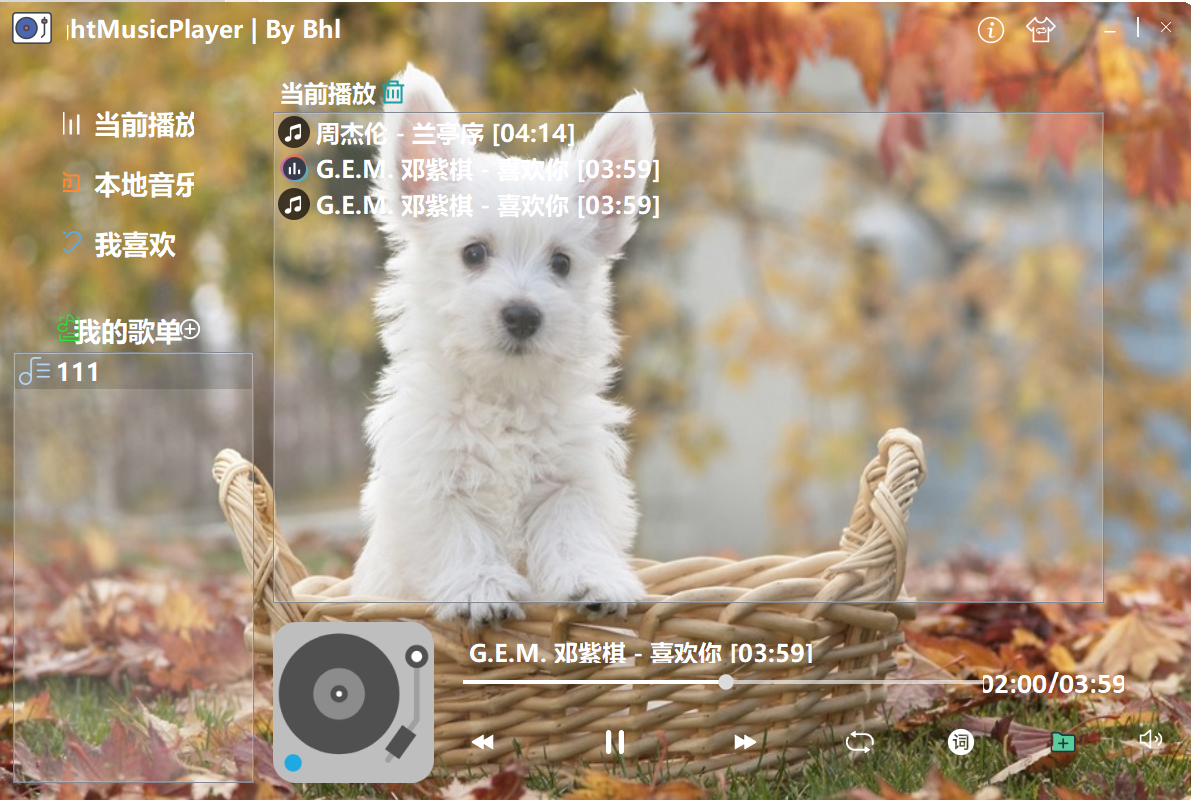 htMusicPlayer | By Bhl
当前播放
本地音乐
我喜欢
我的歌单
111
当前播放
周杰伦 - 兰亭序 [04:14]
G.E.M. 邓紫棋 - 喜欢你 [03:59]
G.E.M. 邓紫棋 - 喜欢你 [03:59]
G.E.M. 邓紫棋 - 喜欢你 [03:59]
02:00/03:59
词